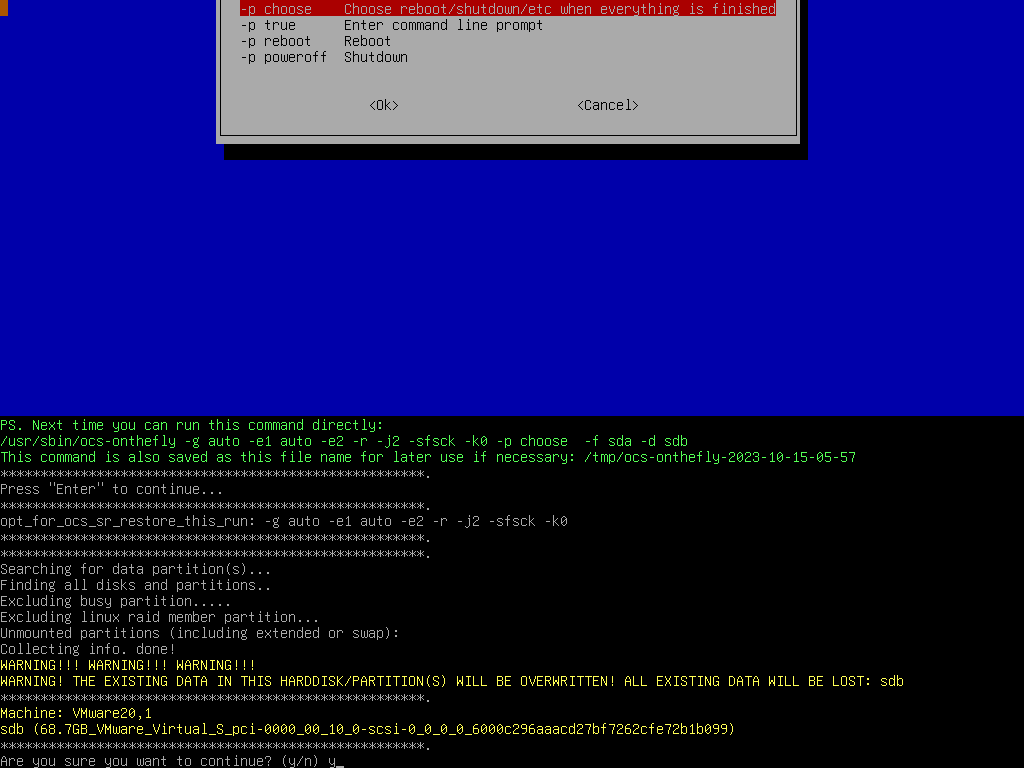 -p choose    Choose reboot/shutdown/etc when everything is finished
-p true      Enter command line prompt
-p reboot    Reboot
-p poweroff  Shutdown
<Ok>                      <Cancel>
PS. Next time you can run this command directly:
/usr/sbin/ocs-onthefly -g auto -e1 auto -e2 -r -j2 -sfsck -k0 -p choose  -f sda -d sdb
This command is also saved as this file name for later use if necessary: /tmp/ocs-onthefly-2023-10-15-05-57
*****************************************************.
Press "Enter" to continue...
*****************************************************.
opt_for_ocs_sr_restore_this_run: -g auto -e1 auto -e2 -r -j2 -sfsck -k0
*****************************************************.
*****************************************************.
Searching for data partition(s)...
Finding all disks and partitions..
Excluding busy partition.....
Excluding linux raid member partition...
Unmounted partitions (including extended or swap):
Collecting info. done!
WARNING!!! WARNING!!! WARNING!!!
WARNING! THE EXISTING DATA IN THIS HARDDISK/PARTITION(S) WILL BE OVERWRITTEN! ALL EXISTING DATA WILL BE LOST: sdb
*****************************************************.
Machine: VMware20,1
sdb (68.7GB_VMware_Virtual_S_pci-0000_00_10_0-scsi-0_0_0_0_6000c296aaacd27bf7262cfe72b1b099)
*****************************************************.
Are you sure you want to continue? (y/n) y_